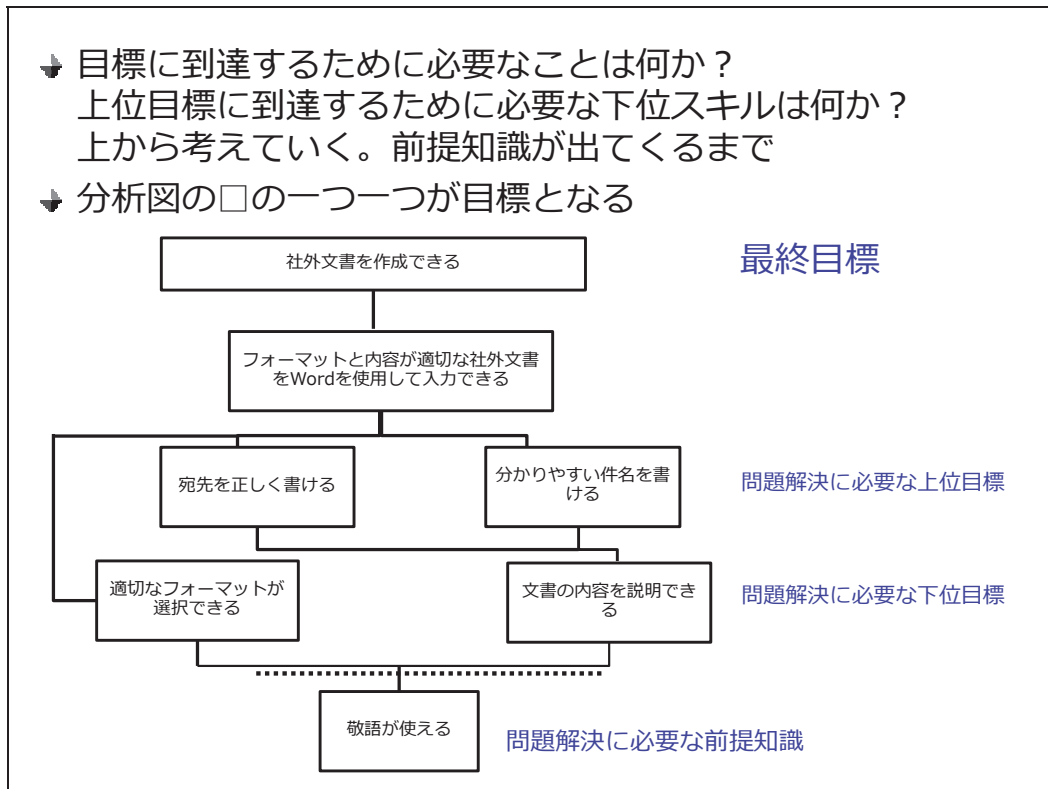 目標に到達するために必要なことは何か？
上位目標に到達するために必要な下位スキルは何か？
上から考えていく。前提知識が出てくるまで
分析図の□の一つ一つが目標となる
社外文書を作成できる
最終目標
フォーマットと内容が適切な社外文書
をWordを使用して入力できる
宛先を正しく書ける
分かりやすい件名を書
ける
問題解決に必要な上位目標
適切なフォーマットが
選択できる
文書の内容を説明でき
る
問題解決に必要な下位目標
敬語が使える
問題解決に必要な前提知識